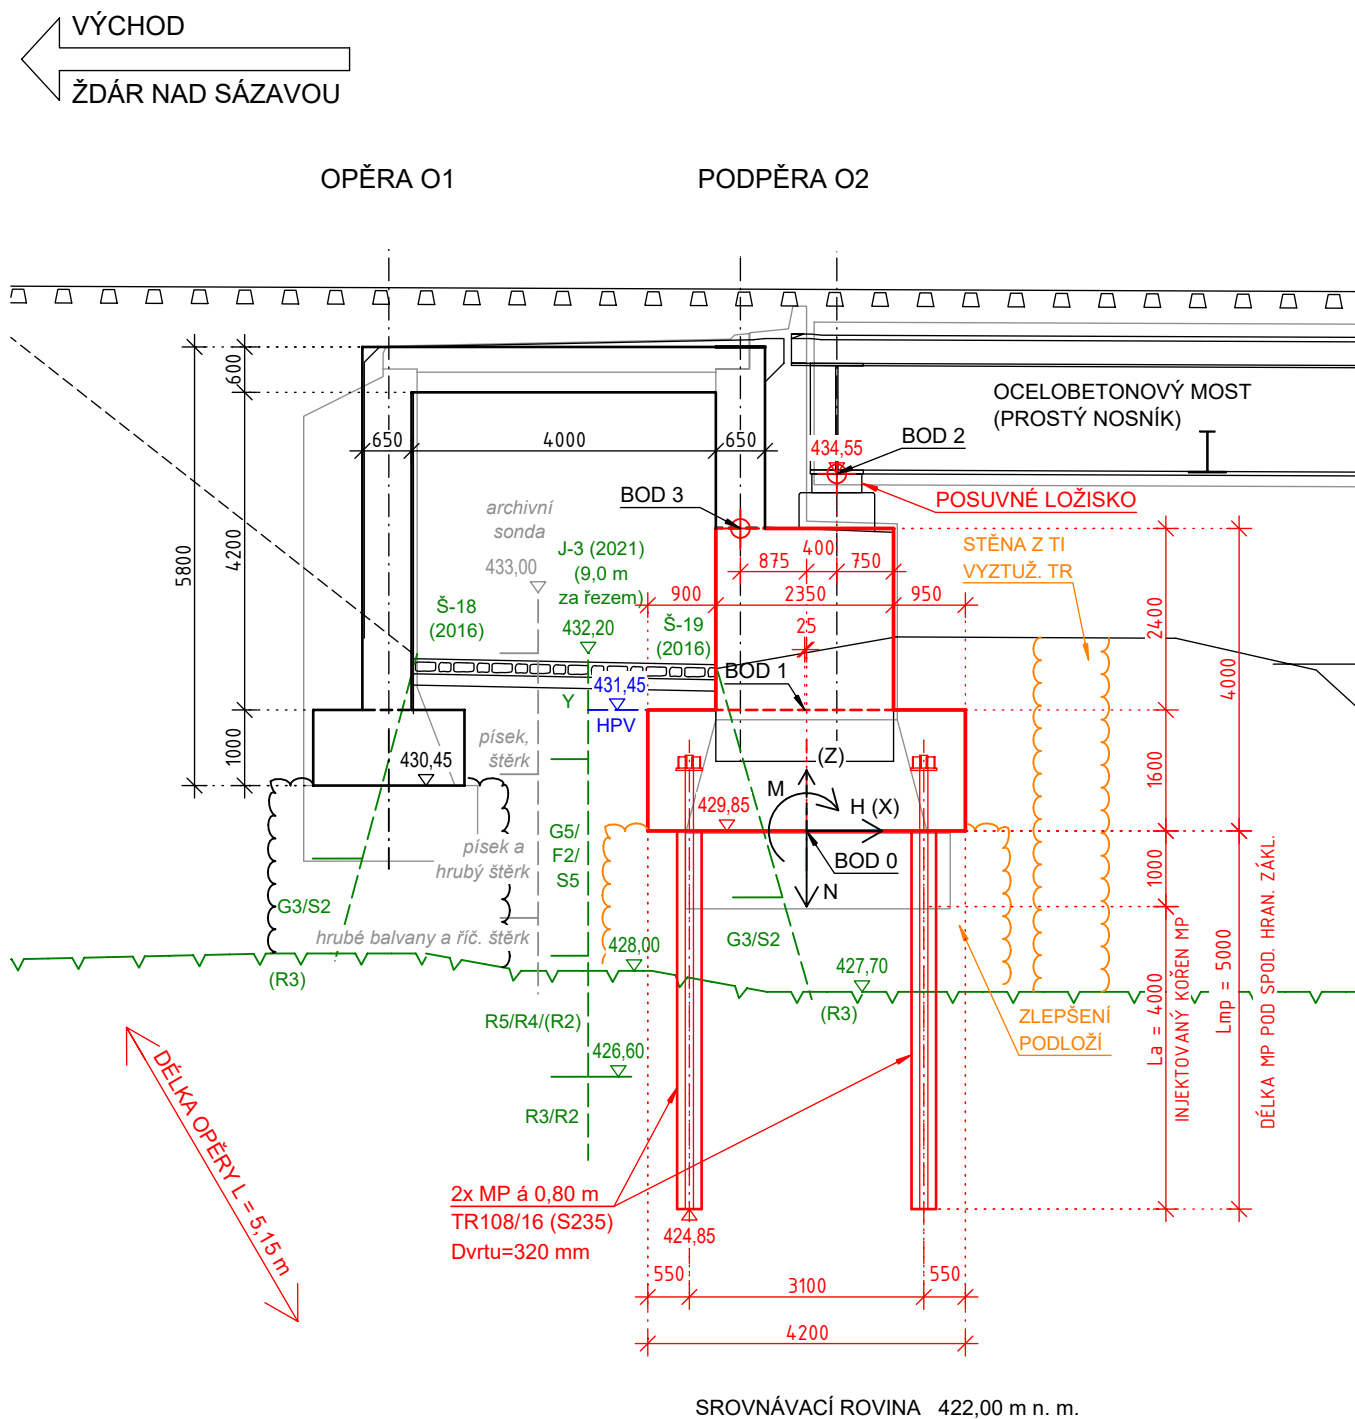 VÝCHOD
ŽDÁR NAD SÁZAVOU
OPĚRA O1
PODPĚRA O2
OCELOBETONOVÝ MOST
(PROSTÝ NOSNÍK)
600
5800
4200
1000
650
4000
650
434,55
BOD 2
BOD 3
POSUVNÉ LOŽISKO
archivní
sonda
433,00
J-3 (2021)
(9,0 m
za řezem)
432,20
Š-18
(2016)
Š-19
(2016)
400
875
750
900
2350
950
25
STĚNA Z TI
VYZTUŽ. TR
2400
4000
BOD 1
431,45
HPV
Y
písek,
štěrk
430,45
(Z)
M
H (X)
429,85
BOD 0
N
1600
G5/
F2/
S5
písek a
hrubý štěrk
G3/S2
hrubé balvany a říč. štěrk
(R3)
428,00
G3/S2
427,70
(R3)
1000
La = 4000
INJEKTOVANÝ KOŘEN MP
Lmp = 5000
DÉLKA MP POD SPOD. HRAN. ZÁKL.
ZLEPŠENÍ
PODLOŽÍ
R5/R4/(R2)
426,60
R3/R2
DÉLKA OPĚRY L = 5,15 m
2x MP á 0,80 m
TR108/16 (S235)
Dvrtu=320 mm
424,85
550
3100
550
4200
SROVNÁVACÍ ROVINA 422,00 m n. m.